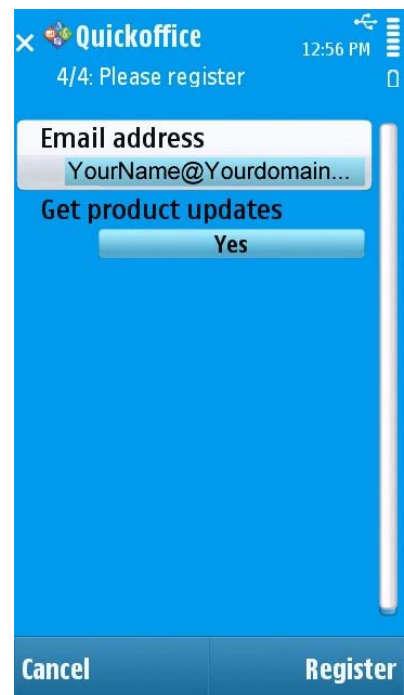 Quickoffice
12:56 PM
4/4: Please register
Email address
YourName@Yourdomain...
Get product updates
Yes
Cancel
Register